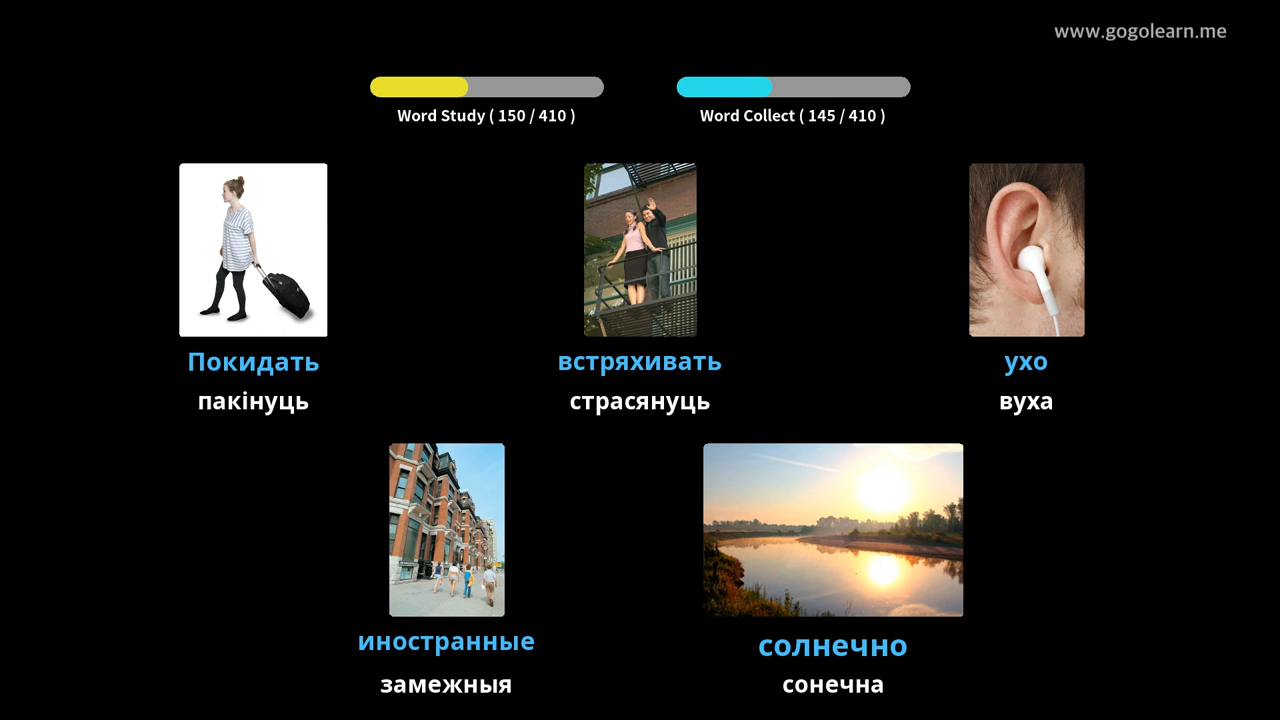 www.gogolearn.me
Word Study ( 150 / 410 )
Word Collect ( 145 / 410 )
Покидать
пакінуць
встряхивать
страсянуць
ухо
вуха
иностранные
замежныя
солнечно
сонечна